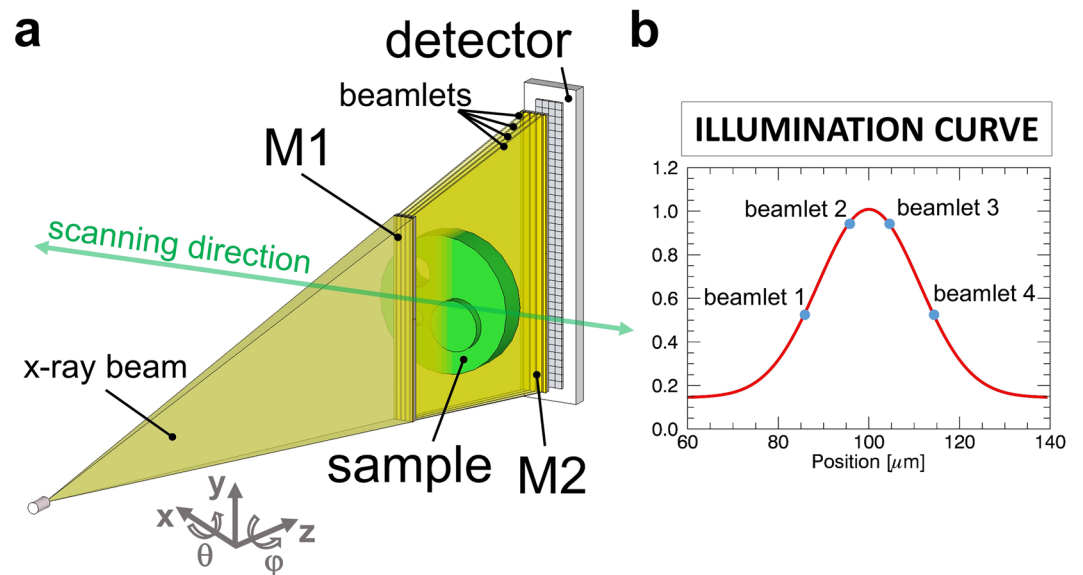 a
detector
beamlets
M1
scanning direction
x-ray beam
sample
M2
y
x
z
θ
φ
b
ILLUMINATION CURVE
1.2
1.0
0.8
0.6
0.4
0.2
0.0
beamlet 2
beamlet 3
beamlet 1
beamlet 4
60
80
100
120
140
Position [μm]